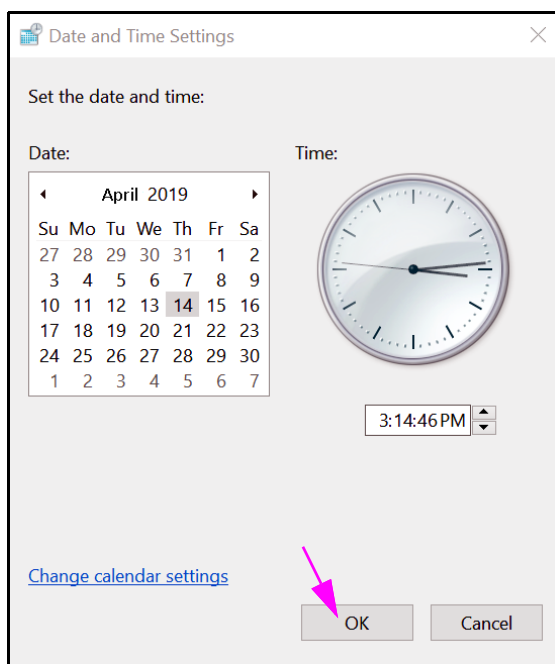 Date and Time Settings
Set the date and time:
Date:
Time:
April 2019
Su Mo Tu We Th Fr Sa
27 28 29 30 31 1 2
3 4 5 6 7 8 9
10 11 12 13 14 15 16
17 18 19 20 21 22 23
24 25 26 27 28 29 30
1 2 3 4 5 6 7
3:14:46 PM
Change calendar settings
OK
Cancel